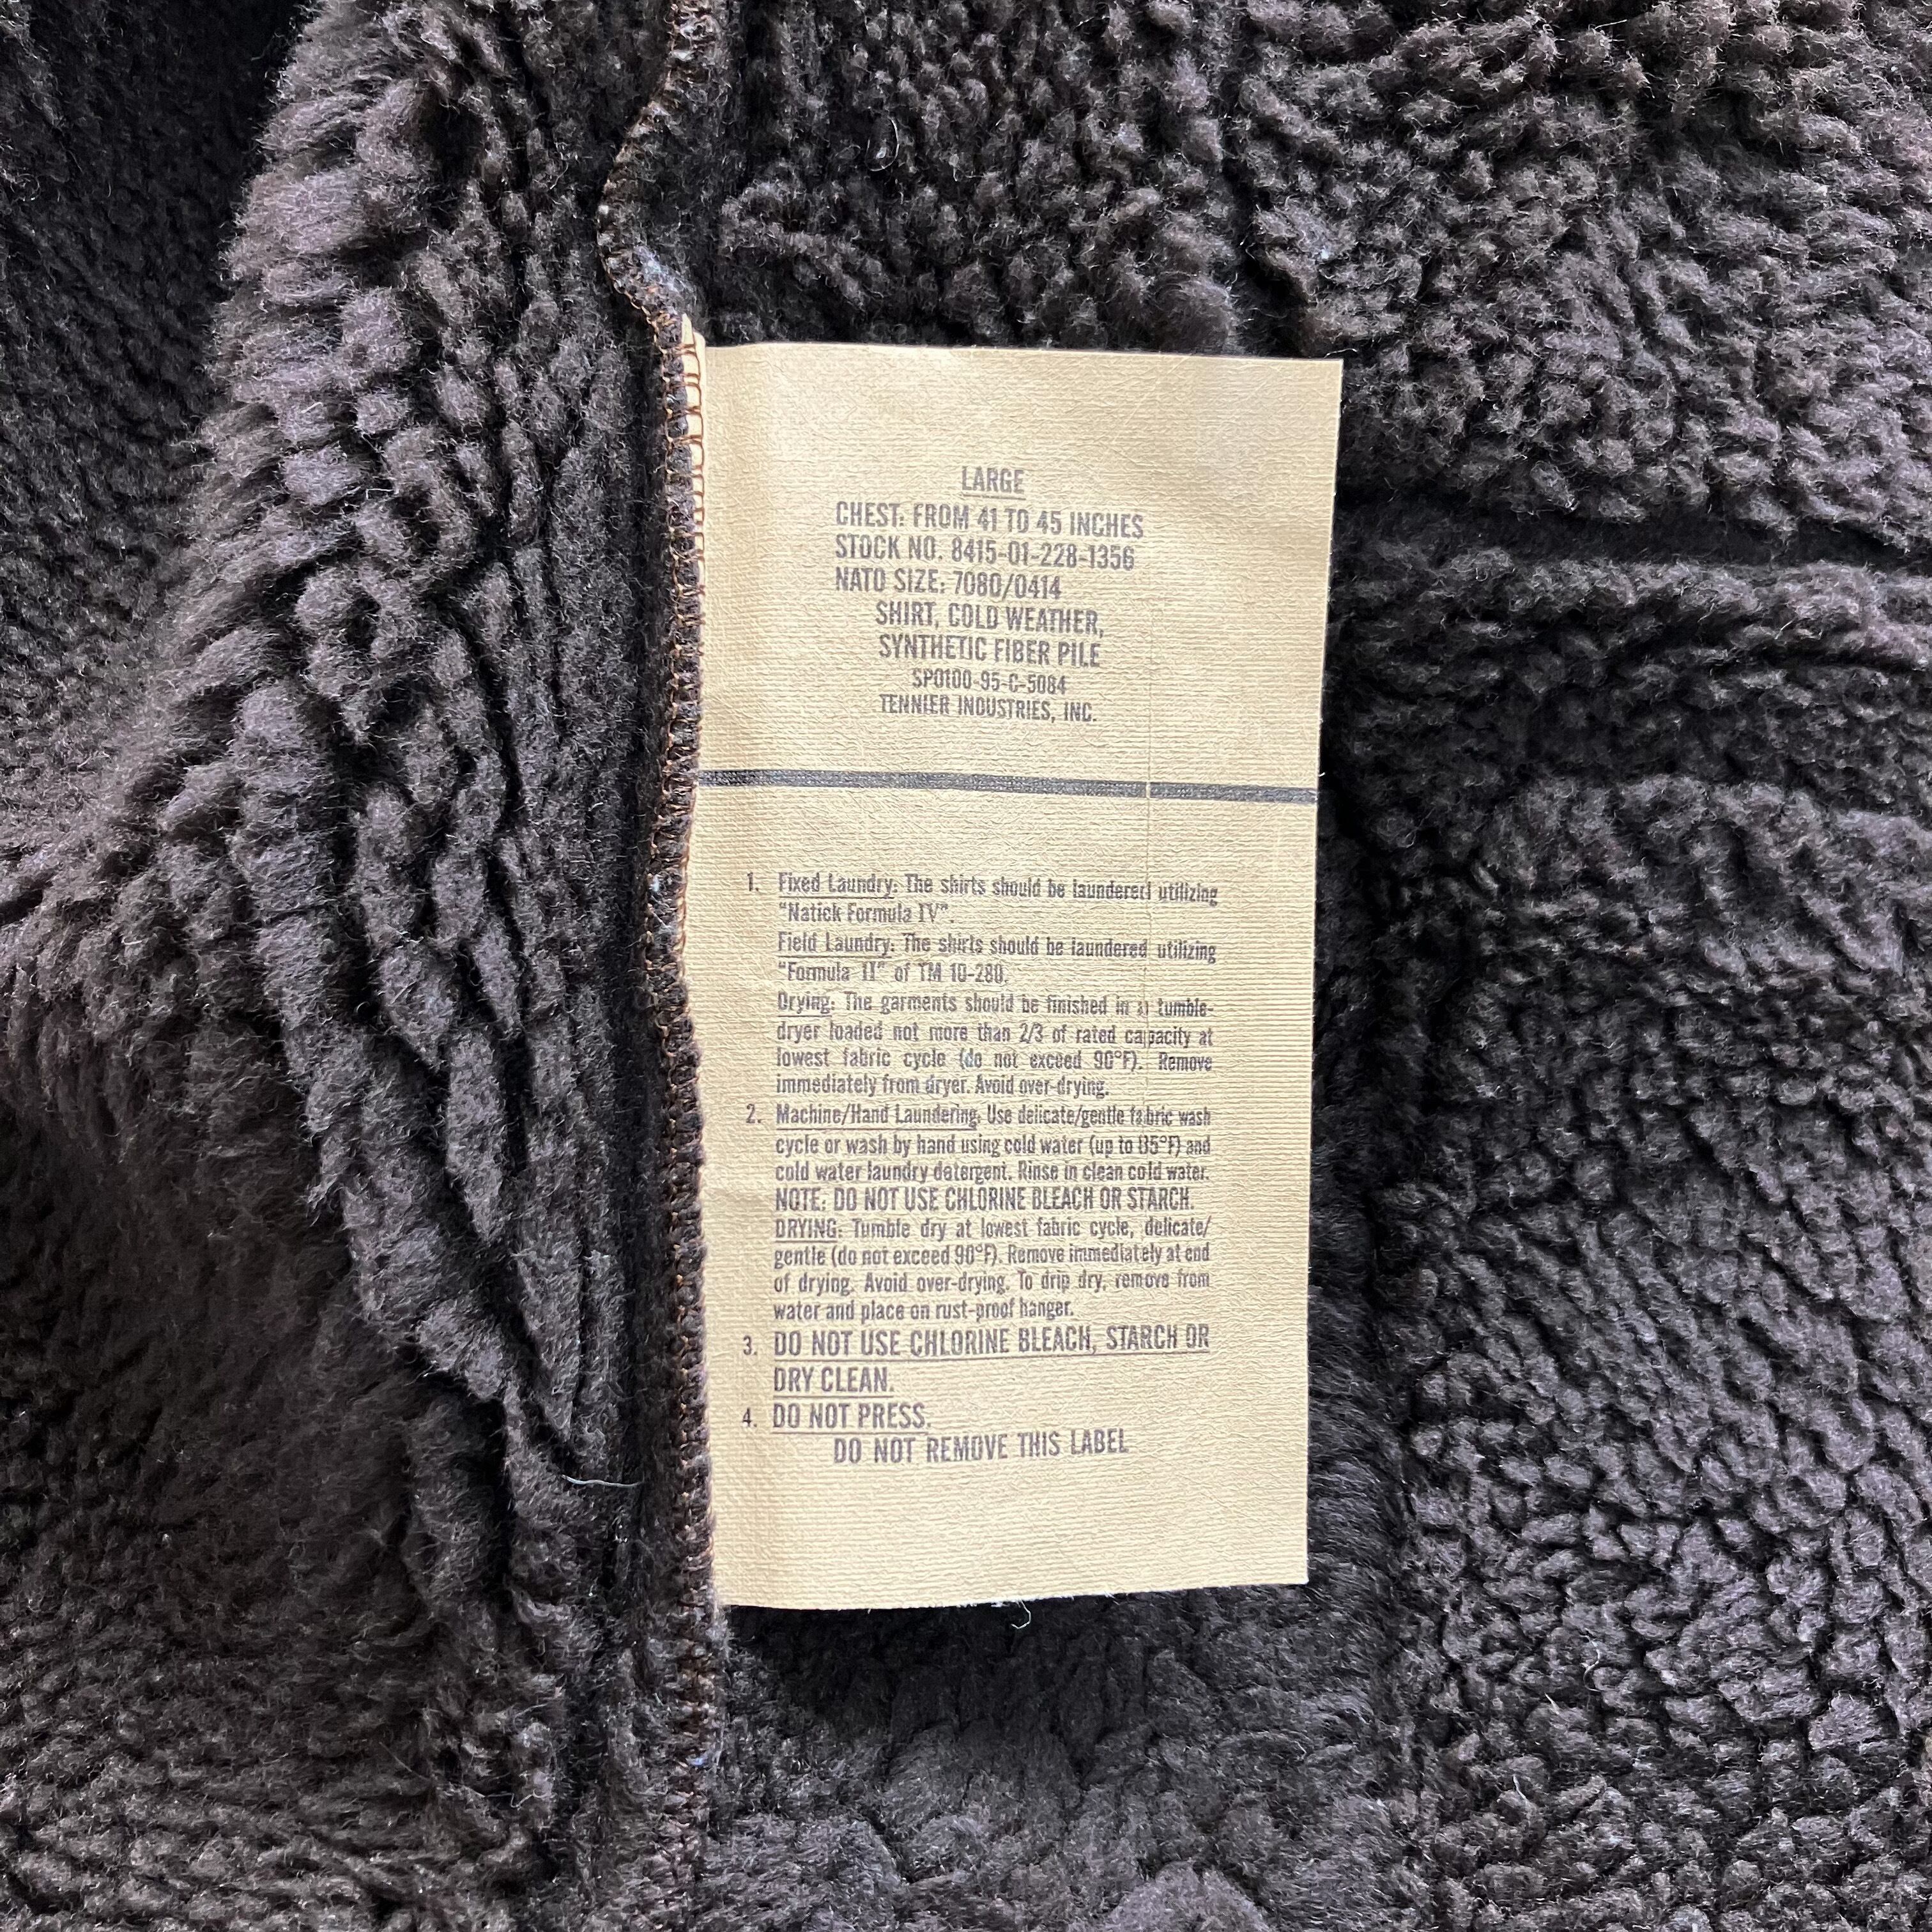 LARGE
CHEST: FROM 41 TO 45 INCHES
STOCK NO. 8415-01-228-1356
NATO SIZE: 7080/0414
SHIRT, COLD WEATHER,
SYNTHETIC FIBER PILE
SPO100-95-C-5084
TENNIER INDUSTRIES, INC.
1. Fixed Laundry: The shirts should be laundered utilizing
"Natick Formula IV".
Field Laundry: The shirts should be laundered utilizing
"Formula II" of TM 10-280.
Drying: The garments should be finished in a tumble-
dryer loaded not more than 2/3 of rated capacity at
lowest fabric cycle (do not exceed 90°F). Remove
immediately from dryer. Avoid over-drying.
2. Machine/Hand Laundering: Use delicate/gentle fabric wash
cycle or wash by hand using cold water (up to 85°F) and
cold water laundry detergent. Rinse in clean cold water.
NOTE: DO NOT USE CHLORINE BLEACH OR STARCH.
DRYING: Tumble dry at lowest fabric cycle, delicate/
gentle (do not exceed 90°F). Remove immediately at end
of drying. Avoid over-drying. To drip dry, remove from
water and place on rust-proof hanger.
3. DO NOT USE CHLORINE BLEACH, STARCH OR
DRY CLEAN.
4. DO NOT PRESS.
DO NOT REMOVE THIS LABEL